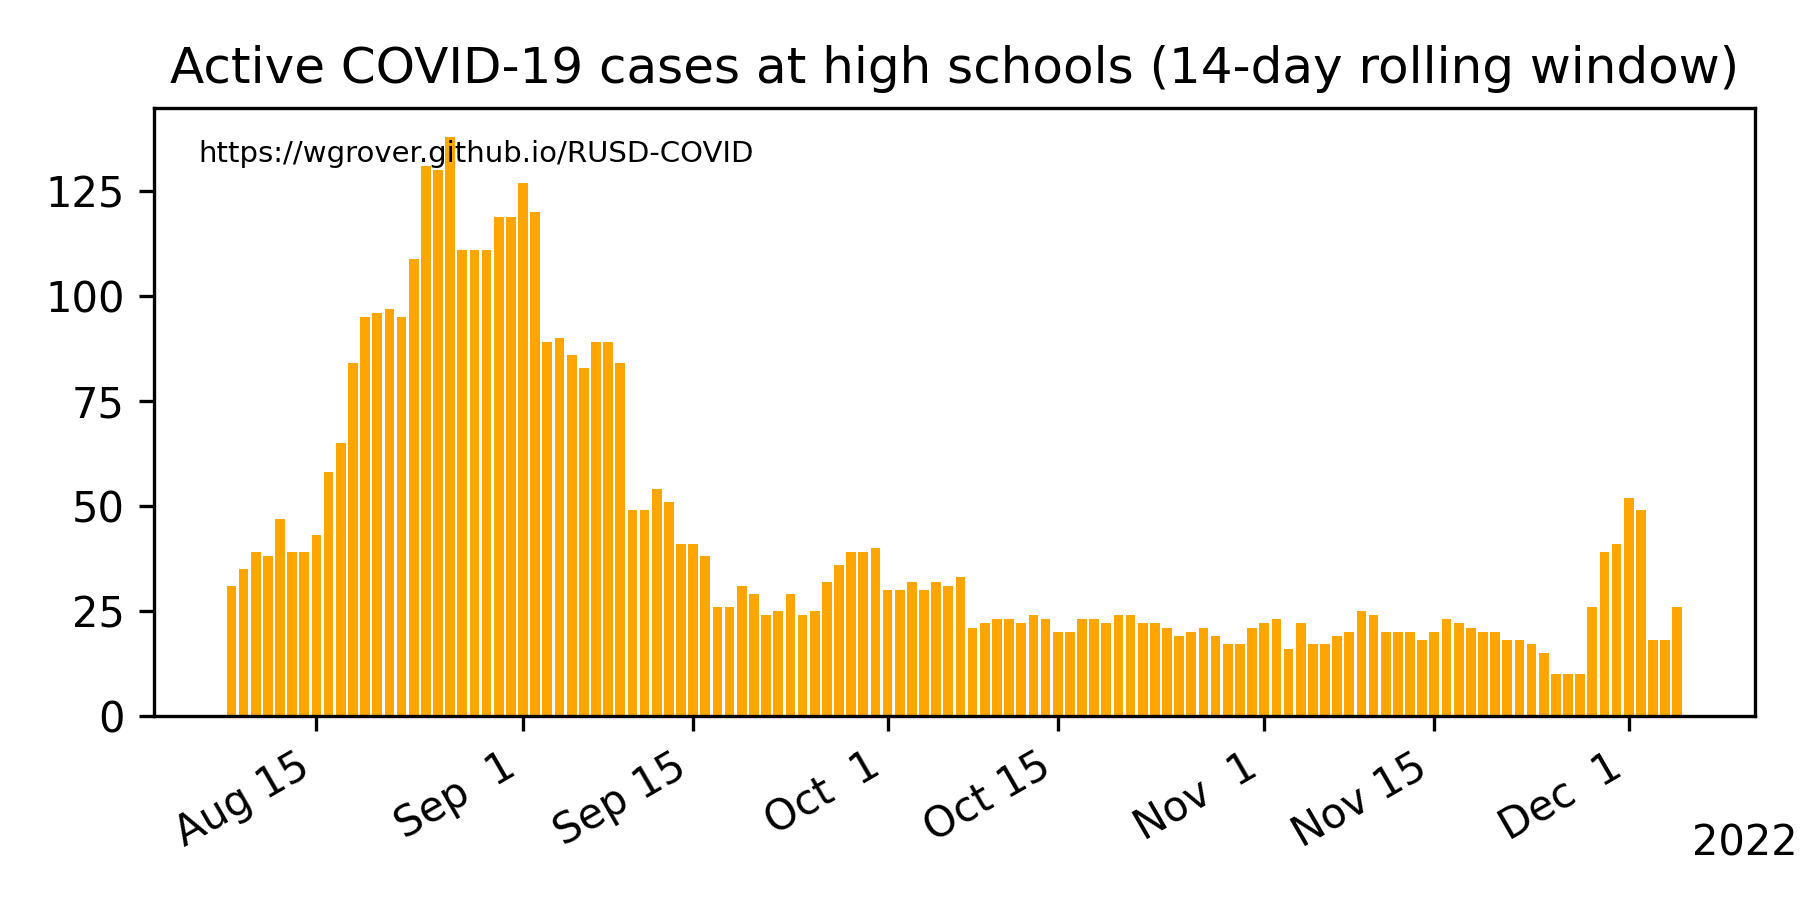 Active COVID-19 cases at high schools (14-day rolling window)
https://wgrover.github.io/RUSD-COVID
125
100
75
50
25
0
Aug 15
Sep 1
Sep 15
Oct 1
Oct 15
Nov 1
Nov 15
Dec 1
2022